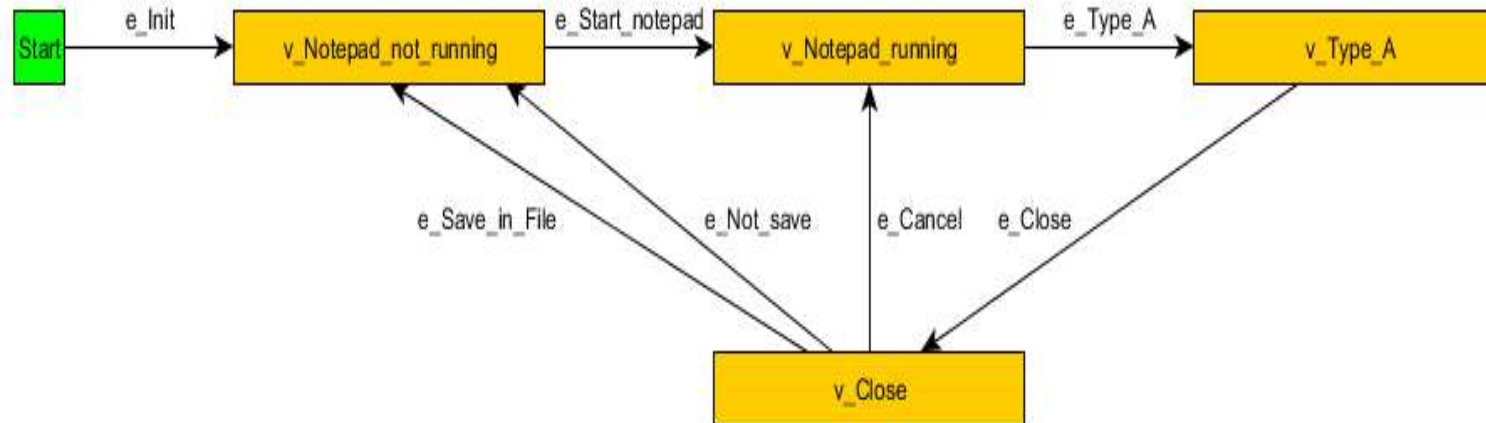 e_Init
e_Start_notepad
e_Type_A
Start
v_Notepad_not_running
v_Notepad_running
v_Type_A
e_Save_in_File
e_Not_save
e_Cancel
e_Close
v_Close